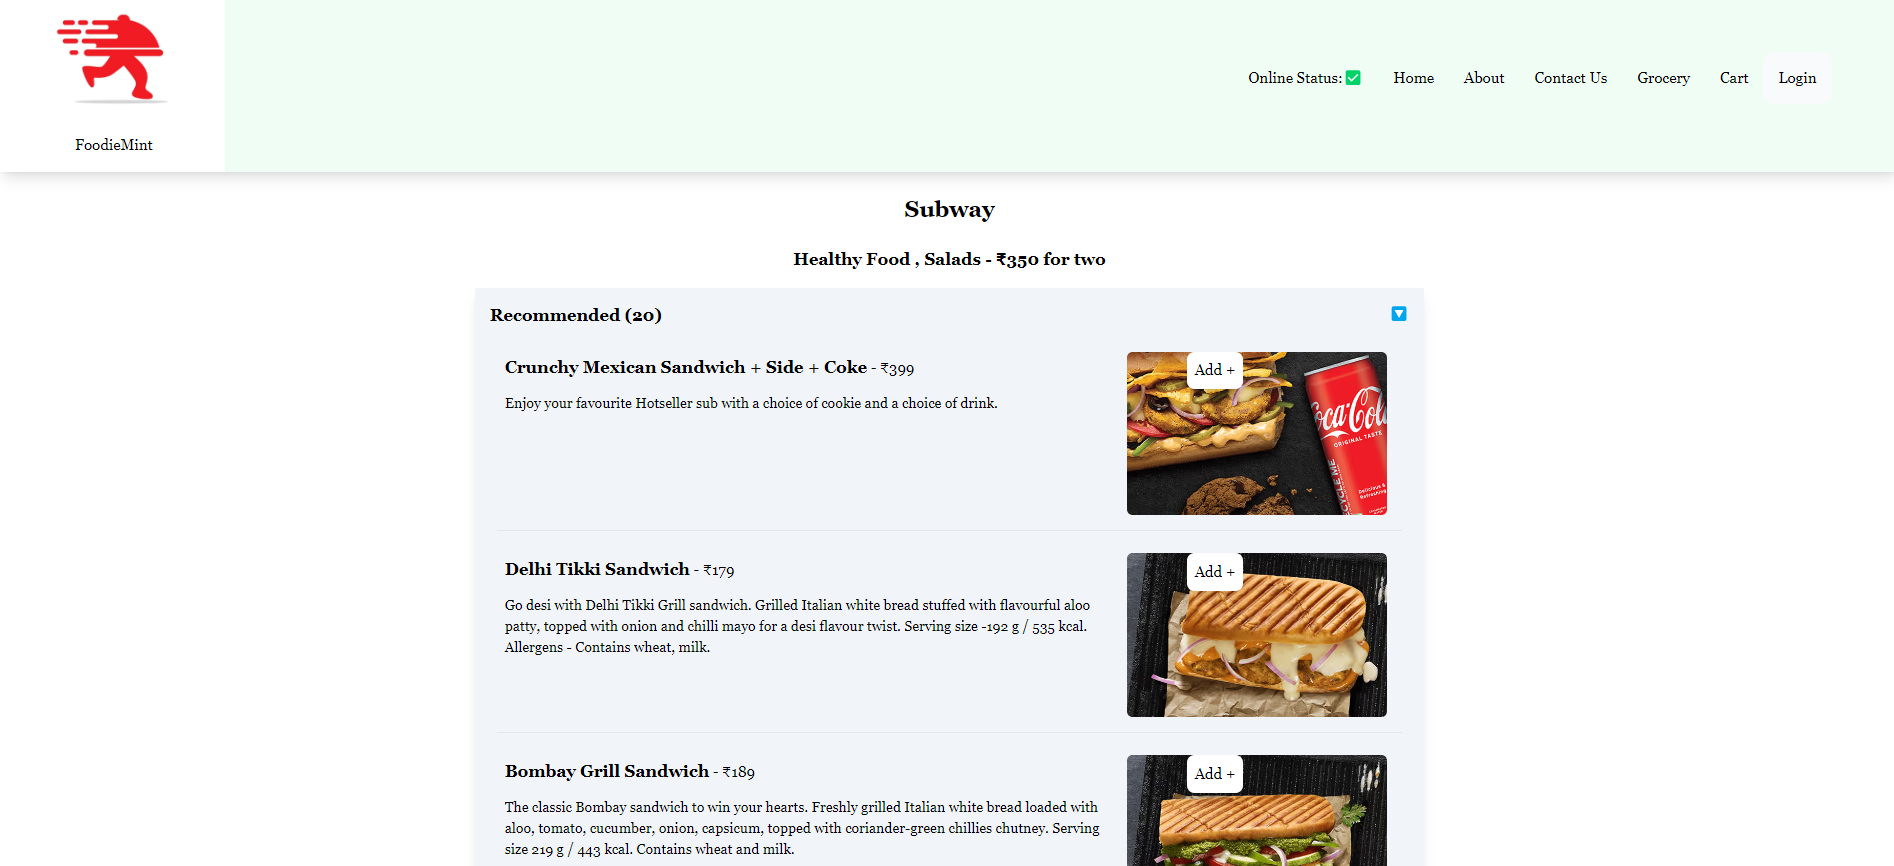 FoodieMint
Online Status:
Home
About
Contact Us
Grocery
Cart
Login
Subway
Healthy Food , Salads - ₹350 for two
Recommended (20)
Crunchy Mexican Sandwich + Side + Coke - ₹399
Enjoy your favourite Hotseller sub with a choice of cookie and a choice of drink.
Add +
Coca-Cola
ORIGINAL TASTE
RECYCLE ME
Delicious &
Refreshing
Delhi Tikki Sandwich - ₹179
Go desi with Delhi Tikki Grill sandwich. Grilled Italian white bread stuffed with flavourful aloo
patty, topped with onion and chilli mayo for a desi flavour twist. Serving size -192 g / 535 kcal.
Allergens - Contains wheat, milk.
Add +
Bombay Grill Sandwich - ₹189
The classic Bombay sandwich to win your hearts. Freshly grilled Italian white bread loaded with
aloo, tomato, cucumber, onion, capsicum, topped with coriander-green chillies chutney. Serving
size 219 g / 443 kcal. Contains wheat and milk.
Add +